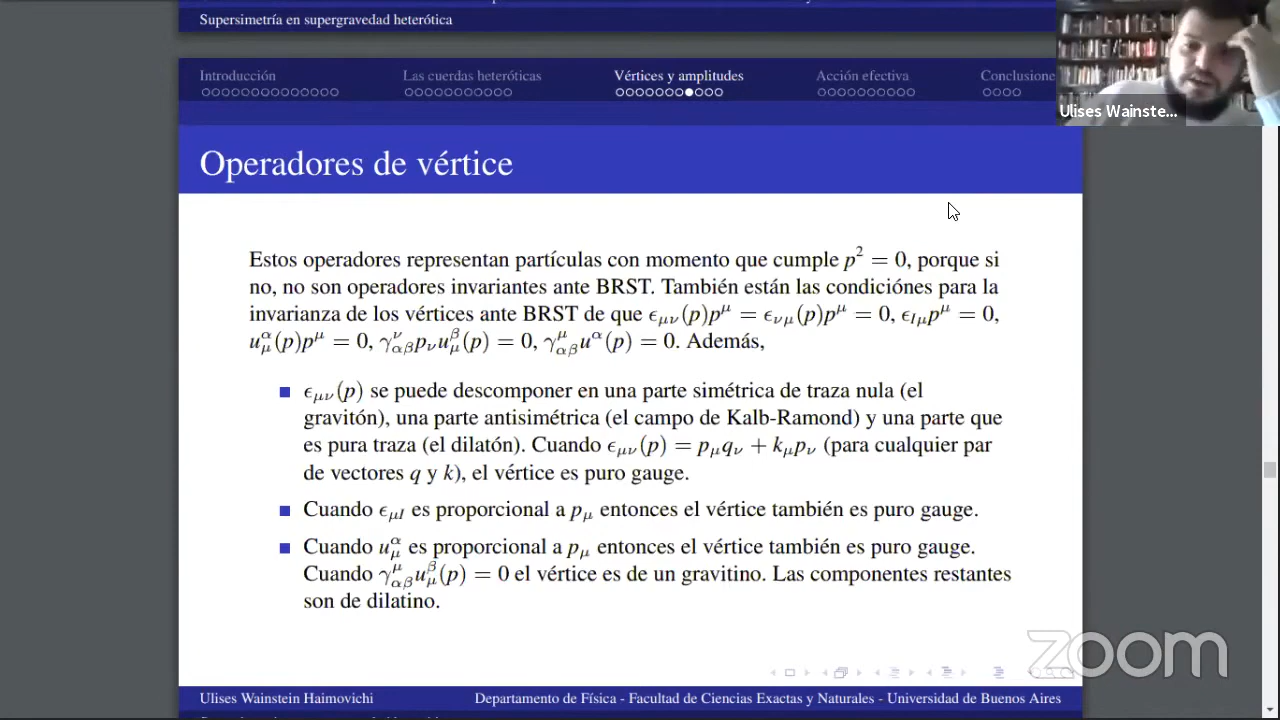 Supersimetría en supergravedad heterótica
Introducción Las cuerdas heteróticas Vértices y amplitudes Acción efectiva Conclusione
Ulises Wainste...
Operadores de vértice
Estos operadores representan partículas con momento que cumple p² = 0, porque si
no, no son operadores invariantes ante BRST. También están las condiciónes para la
invarianza de los vértices ante BRST de que ϵ_{μν}(p)p^μ = ϵ_{νμ}(p)p^μ = 0, ϵ_{Iμ}p^μ = 0,
u^α_μ(p)p^μ = 0, γ^ν_{αβ}p_νu^β_μ(p) = 0, γ^μ_{αβ}u^α(p) = 0. Además,
ϵ_{μν}(p) se puede descomponer en una parte simétrica de traza nula (el
gravitón), una parte antisimétrica (el campo de Kalb-Ramond) y una parte que
es pura traza (el dilatón). Cuando ϵ_{μν}(p) = p_μq_ν + k_μp_ν (para cualquier par
de vectores q y k), el vértice es puro gauge.
Cuando ϵ_{μI} es proporcional a p_μ entonces el vértice también es puro gauge.
Cuando u^α_μ es proporcional a p_μ entonces el vértice también es puro gauge.
Cuando γ^μ_{αβ}u^β_μ(p) = 0 el vértice es de un gravitino. Las componentes restantes
son de dilatino.
zoom
Ulises Wainstein Haimovichi Departamento de Física - Facultad de Ciencias Exactas y Naturales - Universidad de Buenos Aires